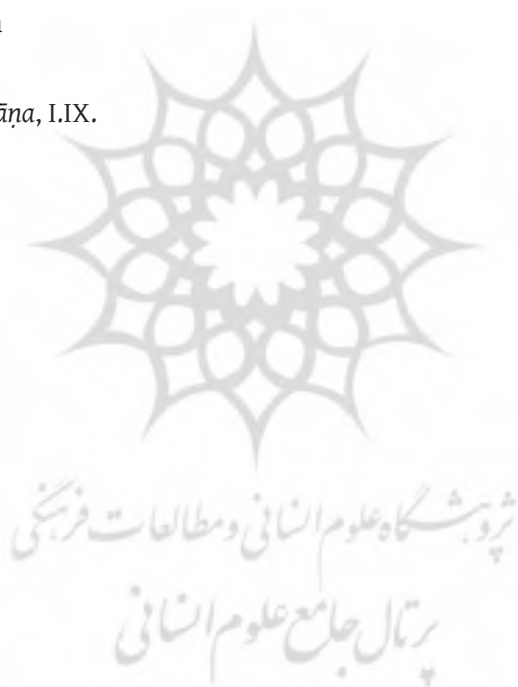 āṇa, I.IX.
پژوهشگاه علوم انسانی و مطالعات فرهنگی
پرتال جامع علوم انسانی